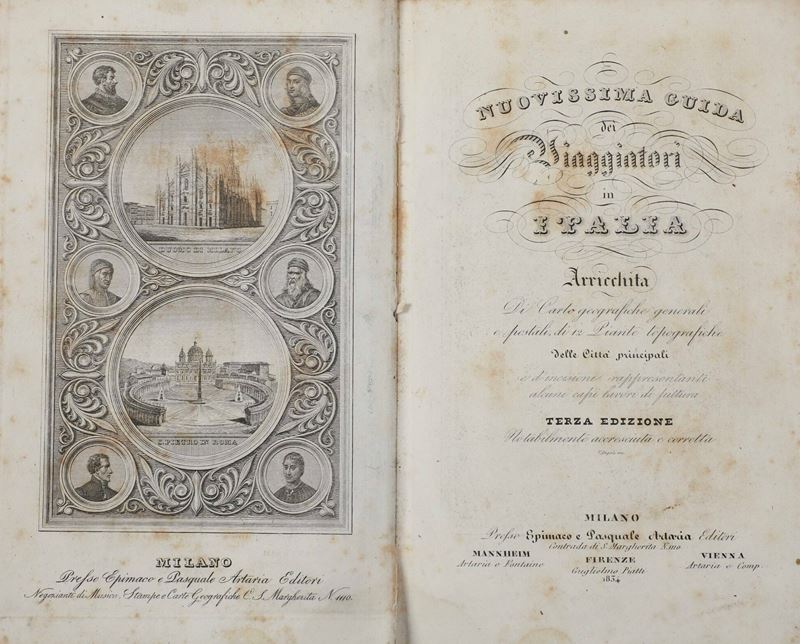 DUOMO DI MILANO
S. PIETRO IN ROMA
MILANO
Presso Epimaco e Pasquale Artaria Editori
Negozianti di Musica, Stampe e Carte Geografiche C. S. Margherita N. 1110.
NUOVISSIMA GUIDA
dei
Viaggiatori
in
ITALIA
Arricchita
Di Carte geografiche generali
e postali, di 12 Piante topografiche
delle Città principali
e d'incisioni rappresentanti
alcuni capi lavori di pittura
TERZA EDIZIONE
Notabilmente accresciuta e corretta
MILANO
Presso Epimaco e Pasquale Artaria Editori
Contrada di S. Margherita N. 1110
MANNHEIM
Artaria e Fontaine
FIRENZE
Guglielmo Piatti
VIENNA
Artaria e Comp.
1834